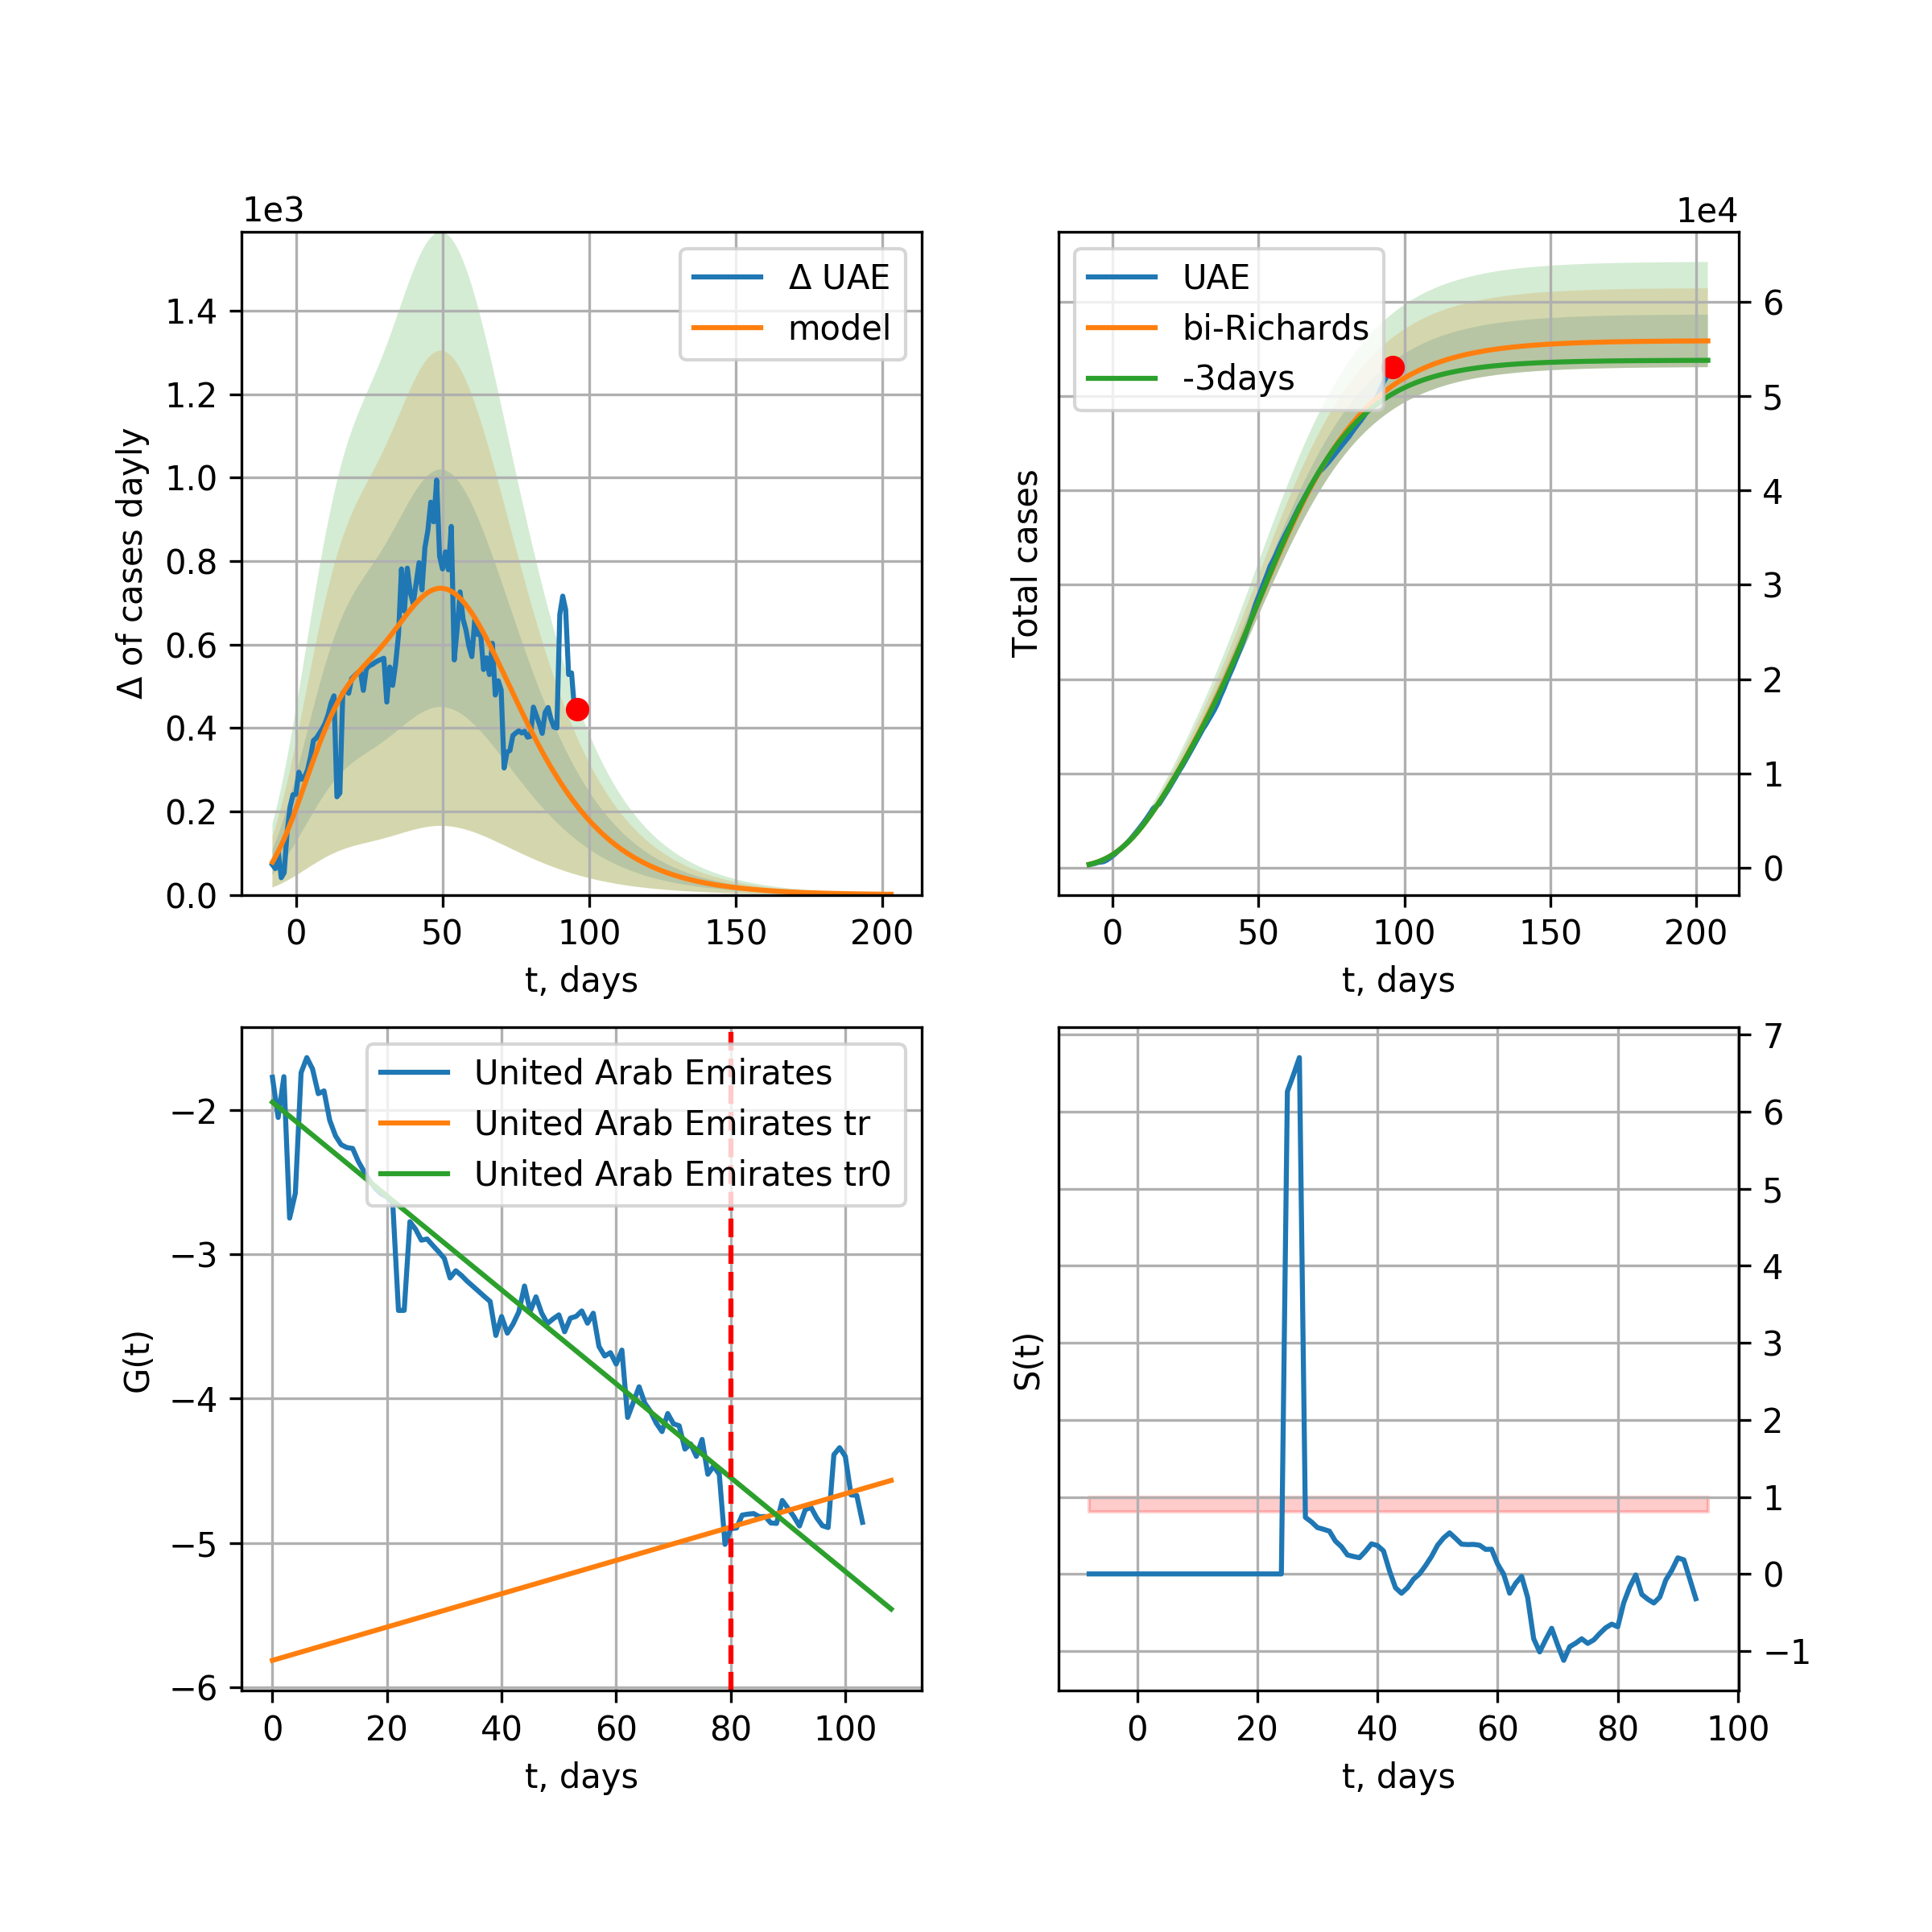 1e3
Δ of cases dayly
1.4
1.2
1.0
0.8
0.6
0.4
0.2
0.0
Δ UAE
model
0 50 100 150 200
t, days
1e4
Total cases
UAE
bi-Richards
-3days
6
5
4
3
2
1
0
0 50 100 150 200
t, days
G(t)
−2
−3
−4
−5
−6
United Arab Emirates
United Arab Emirates tr
United Arab Emirates tr0
0 20 40 60 80 100
t, days
S(t)
7
6
5
4
3
2
1
0
−1
0 20 40 60 80 100
t, days